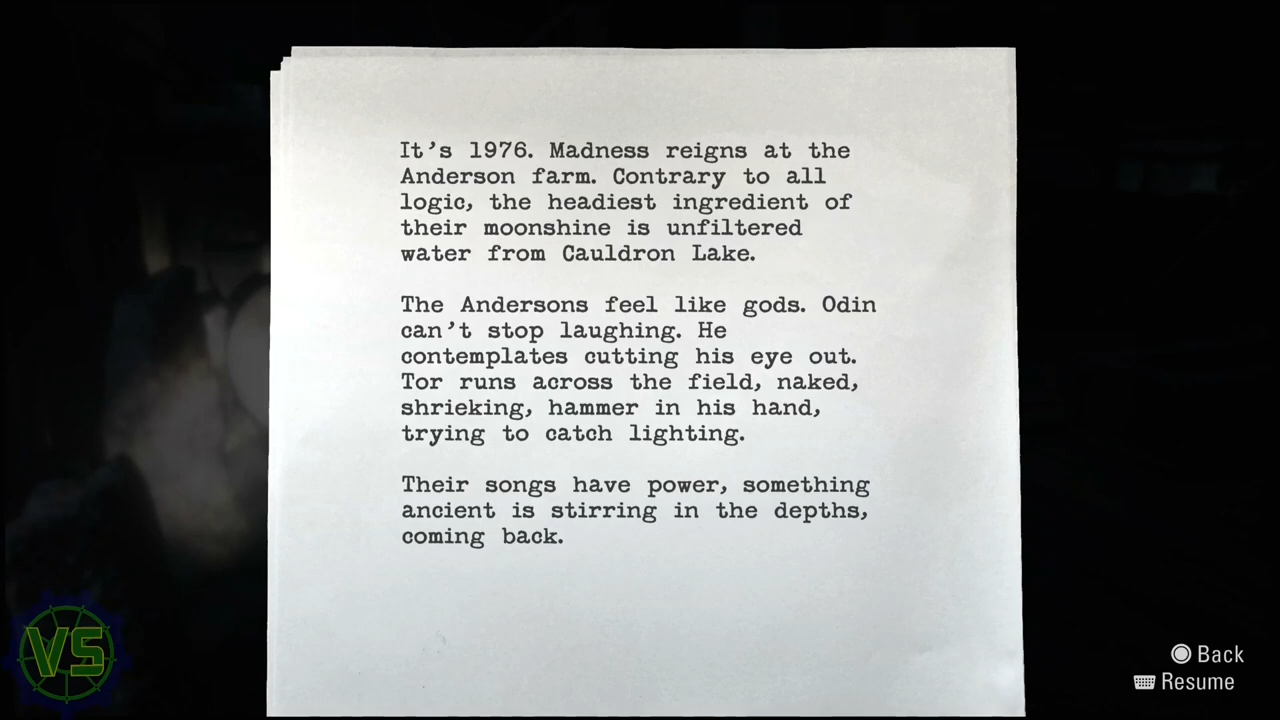 It's 1976. Madness reigns at the
Anderson farm. Contrary to all
logic, the headiest ingredient of
their moonshine is unfiltered
water from Cauldron Lake.
The Andersons feel like gods. Odin
can't stop laughing. He
contemplates cutting his eye out.
Tor runs across the field, naked,
shrieking, hammer in his hand,
trying to catch lighting.
Their songs have power, something
ancient is stirring in the depths,
coming back.
VS
Back
Resume